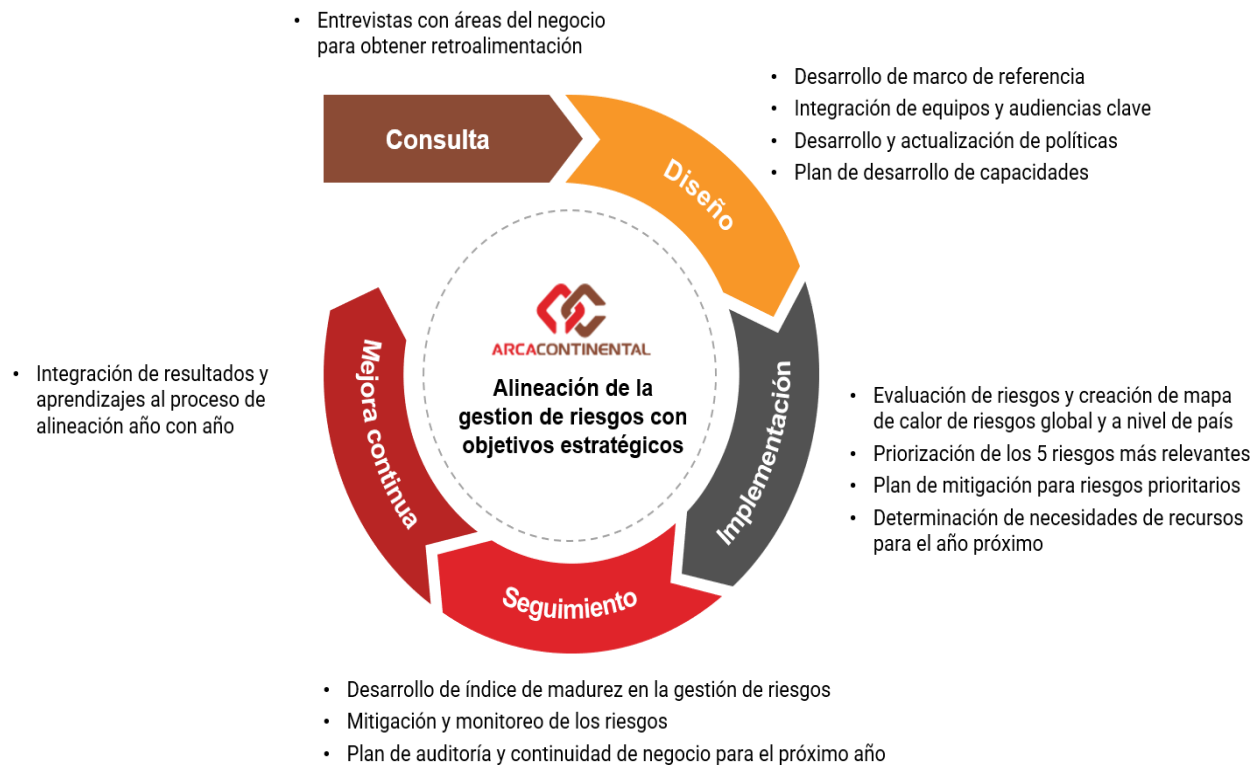 • Entrevistas con áreas del negocio
para obtener retroalimentación
Consulta
Diseño
• Desarrollo de marco de referencia
• Integración de equipos y audiencias clave
• Desarrollo y actualización de políticas
• Plan de desarrollo de capacidades
ARCACONTINENTAL
Alineación de la
gestion de riesgos con
objetivos estratégicos
Implementación
• Evaluación de riesgos y creación de mapa
de calor de riesgos global y a nivel de país
• Priorización de los 5 riesgos más relevantes
• Plan de mitigación para riesgos prioritarios
• Determinación de necesidades de recursos
para el año próximo
Seguimiento
• Desarrollo de índice de madurez en la gestión de riesgos
• Mitigación y monitoreo de los riesgos
• Plan de auditoría y continuidad de negocio para el próximo año
Mejora continua
• Integración de resultados y
aprendizajes al proceso de
alineación año con año